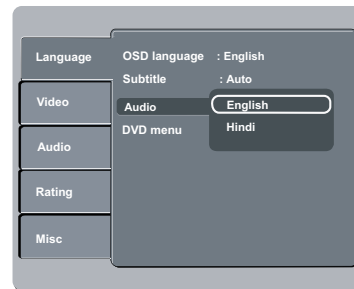 Language
Video
Audio
Rating
Misc
OSD language : English
Subtitle : Auto
Audio English
DVD menu Hindi